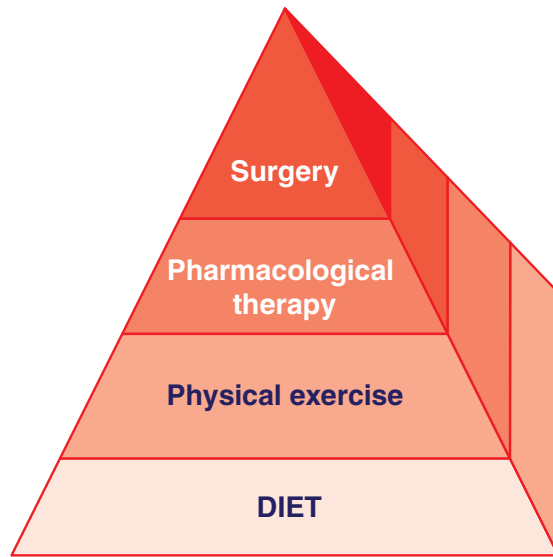 Surgery
Pharmacological
therapy
Physical exercise
DIET